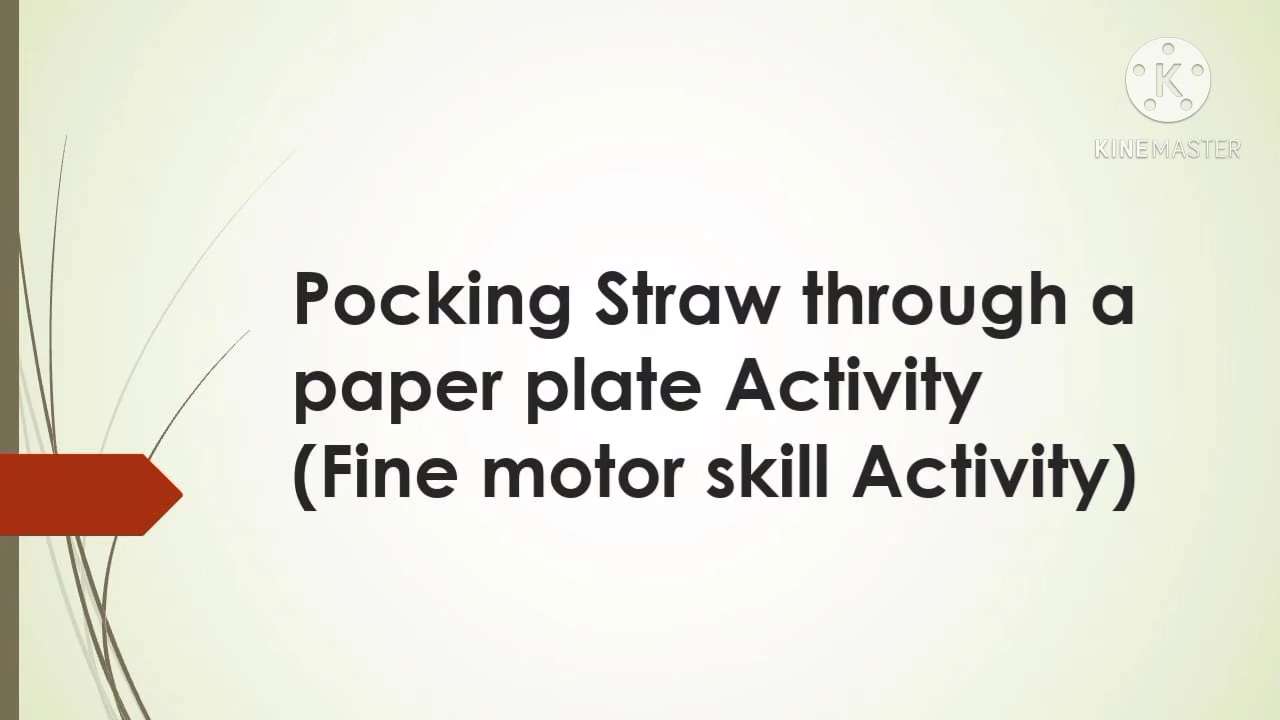 K
KINEMASTER
Pocking Straw through a
paper plate Activity
(Fine motor skill Activity)